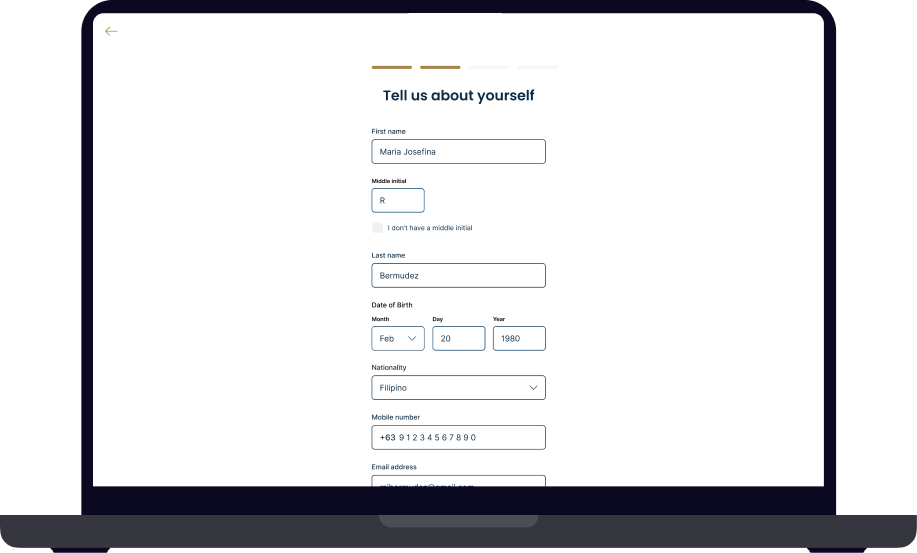 Tell us about yourself
First name
Maria Josefina
Middle initial
R
I don't have a middle initial
Last name
Bermudez
Date of Birth
Month Day Year
Feb 20 1980
Nationality
Filipino
Mobile number
+63 9 1 2 3 4 5 6 7 8 9 0
Email address